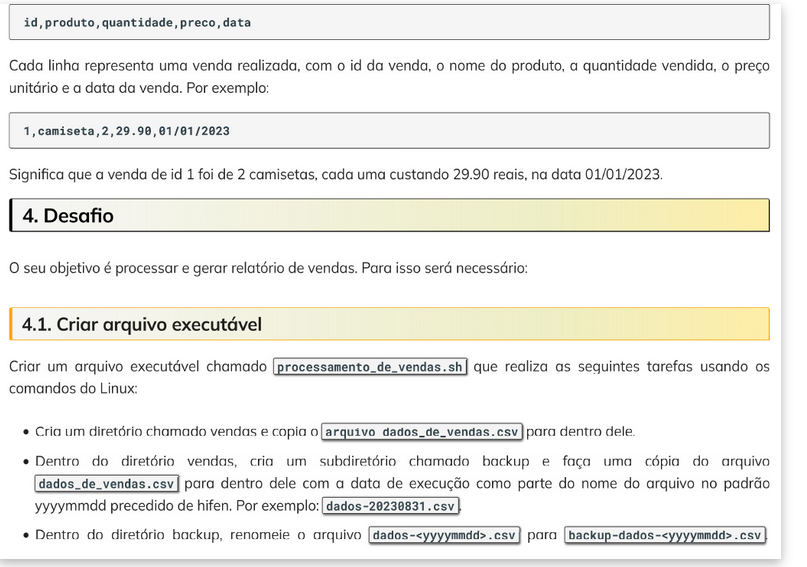 id,produto,quantidade,preco,data
Cada linha representa uma venda realizada, com o id da venda, o nome do produto, a quantidade vendida, o preço
unitário e a data da venda. Por exemplo:
1,camiseta,2,29.90,01/01/2023
Significa que a venda de id 1 foi de 2 camisetas, cada uma custando 29.90 reais, na data 01/01/2023.
4. Desafio
O seu objetivo é processar e gerar relatório de vendas. Para isso será necessário:
4.1. Criar arquivo executável
Criar um arquivo executável chamado processamento_de_vendas.sh que realiza as seguintes tarefas usando os
comandos do Linux:
• Cria um diretório chamado vendas e copia o arquivo dados_de_vendas.csv para dentro dele.
• Dentro do diretório vendas, cria um subdiretório chamado backup e faça uma cópia do arquivo
dados_de_vendas.csv para dentro dele com a data de execução como parte do nome do arquivo no padrão
yyyymmdd precedido de hifen. Por exemplo: dados-20230831.csv.
• Dentro do diretório backup, renomeie o arquivo dados-<yyyymmdd>.csv para backup-dados-<yyyymmdd>.csv.